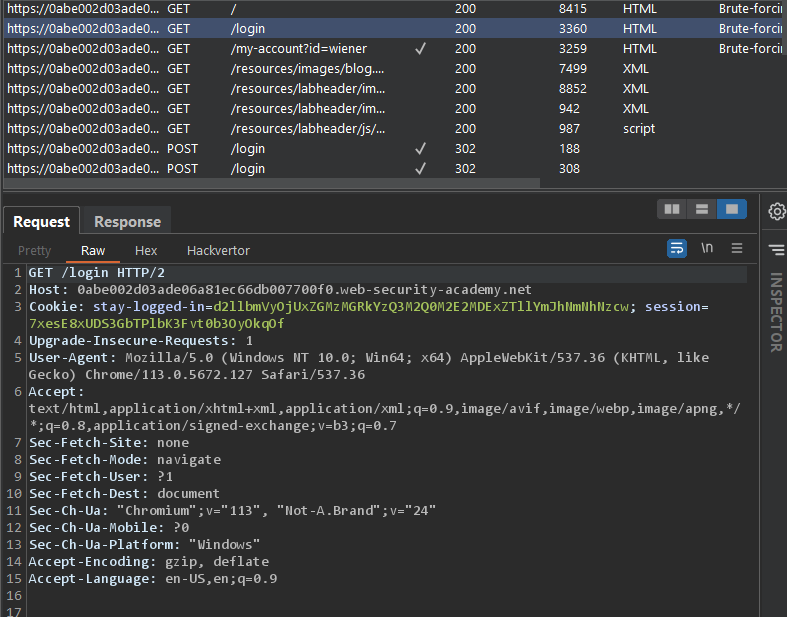 https://0abe002d03ade0... GET / 200 8415 HTML Brute-forcin
https://0abe002d03ade0... GET /login 200 3360 HTML Brute-forcin
https://0abe002d03ade0... GET /my-account?id=wiener ✓ 200 3259 HTML Brute-forcin
https://0abe002d03ade0... GET /resources/images/blog.... 200 7499 XML
https://0abe002d03ade0... GET /resources/labheader/im... 200 8852 XML
https://0abe002d03ade0... GET /resources/labheader/im... 200 942 XML
https://0abe002d03ade0... GET /resources/labheader/js/... 200 987 script
https://0abe002d03ade0... POST /login ✓ 302 188
https://0abe002d03ade0... POST /login ✓ 302 308
Request Response
Pretty Raw Hex Hackvertor \n
1 GET /login HTTP/2
2 Host: 0abe002d03ade06a81ec66db007700f0.web-security-academy.net
3 Cookie: stay-logged-in=d2llbmVyOjUxZGMzMGRkYzQ3M2Q0M2E2MDExZTllYmJhNmNhNzcw; session=
7xesE8xUDS3GbTPlbK3Fvt0b3OyOkqOf
4 Upgrade-Insecure-Requests: 1
5 User-Agent: Mozilla/5.0 (Windows NT 10.0; Win64; x64) AppleWebKit/537.36 (KHTML, like
Gecko) Chrome/113.0.5672.127 Safari/537.36
6 Accept:
text/html,application/xhtml+xml,application/xml;q=0.9,image/avif,image/webp,image/apng,*/
*;q=0.8,application/signed-exchange;v=b3;q=0.7
7 Sec-Fetch-Site: none
8 Sec-Fetch-Mode: navigate
9 Sec-Fetch-User: ?1
10 Sec-Fetch-Dest: document
11 Sec-Ch-Ua: "Chromium";v="113", "Not-A.Brand";v="24"
12 Sec-Ch-Ua-Mobile: ?0
13 Sec-Ch-Ua-Platform: "Windows"
14 Accept-Encoding: gzip, deflate
15 Accept-Language: en-US,en;q=0.9
16
17
INSPECTOR